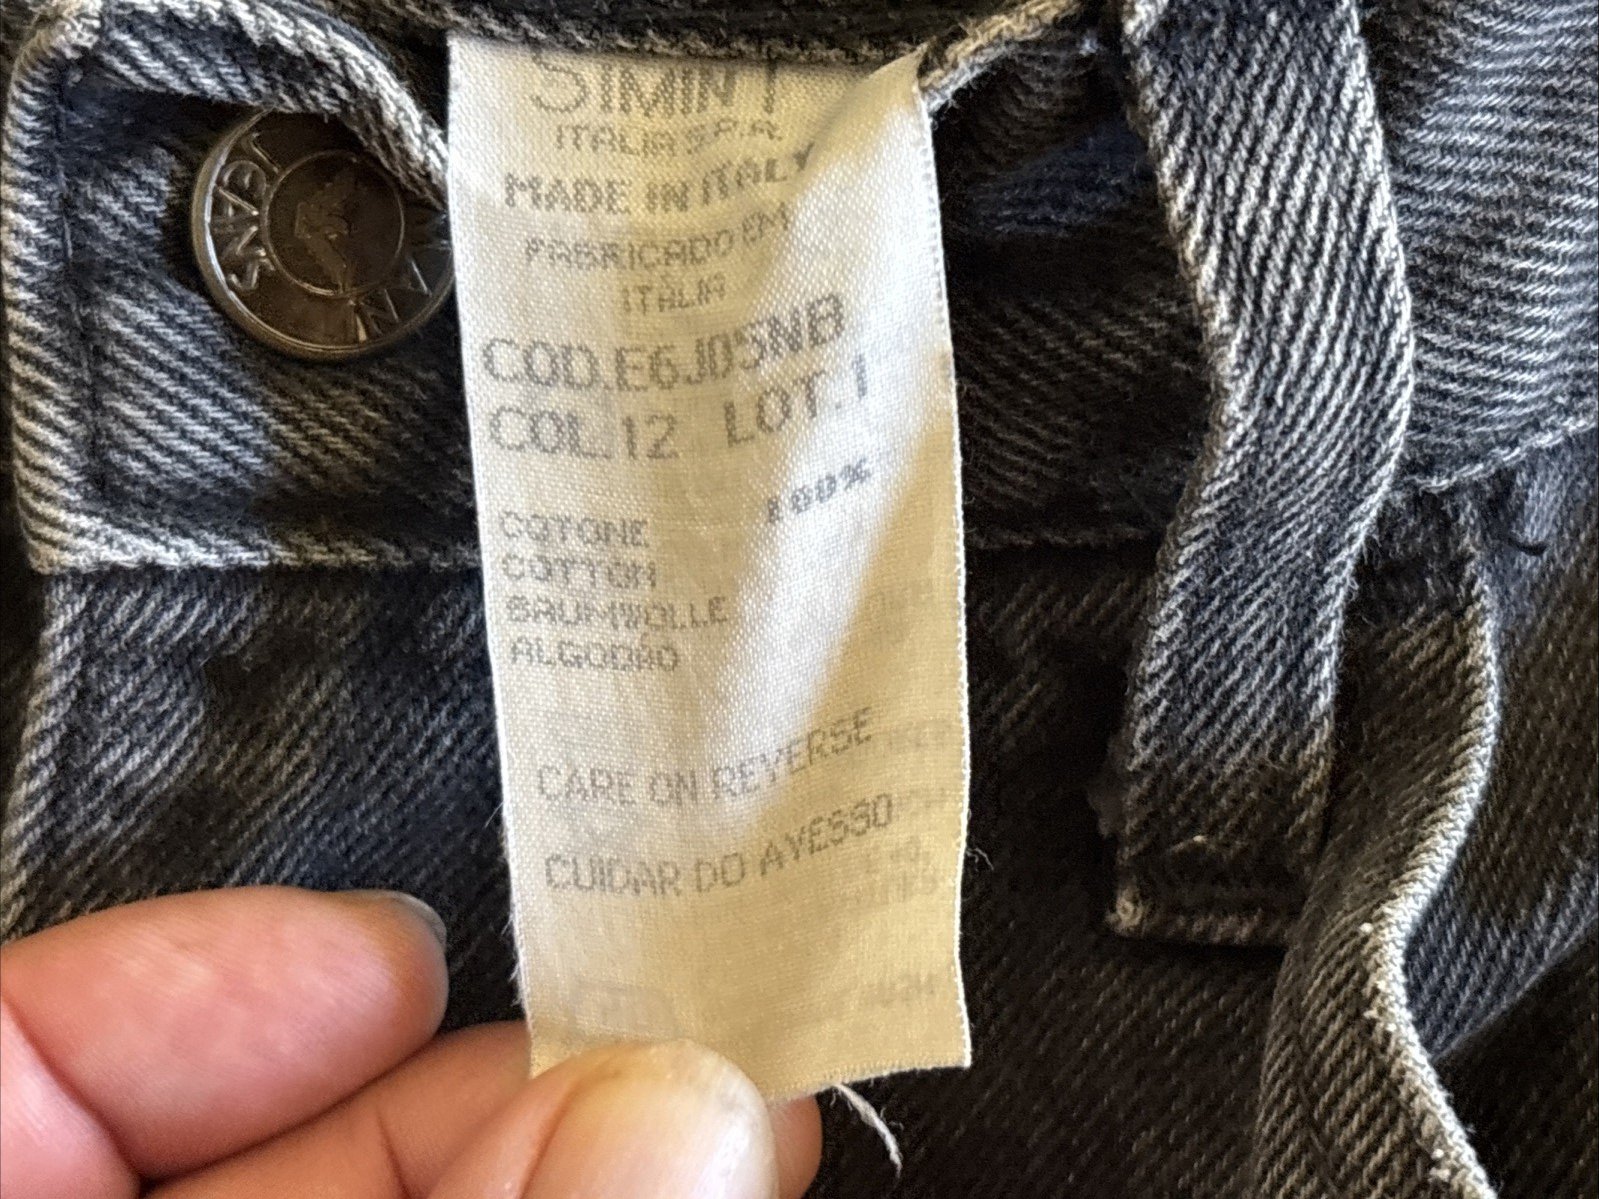 SIMINT
ITALIA S.P.A.
MADE IN ITALY
FABRICADO EM
ITALIA
COD.E6J05NB
COL.12 LOT.1
100%
COTONE
COTTON
BAUMWOLLE
ALGODÃO
CARE ON REVERSE
CUIDAR DO AVESSO
JEANS